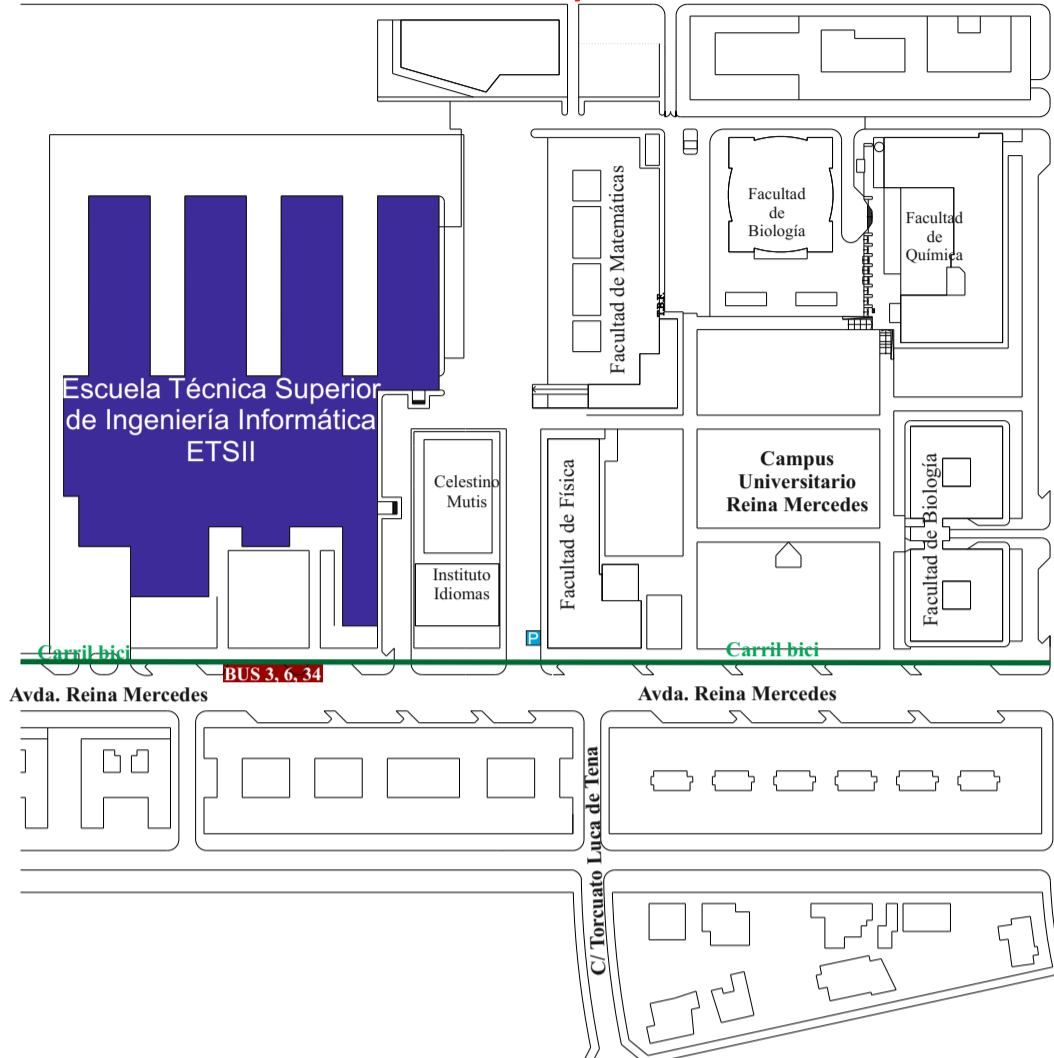 Facultad de Matemáticas
Facultad
de
Biología
Facultad
de
Química
T.B.F.
Escuela Técnica Superior
de Ingeniería Informática
ETSII
Celestino
Mutis
Instituto
Idiomas
Facultad de Física
Campus
Universitario
Reina Mercedes
Facultad de Biología
P
Carril bici
Carril bici
BUS 3, 6, 34
Avda. Reina Mercedes
Avda. Reina Mercedes
C/ Torcuato Luca de Tena